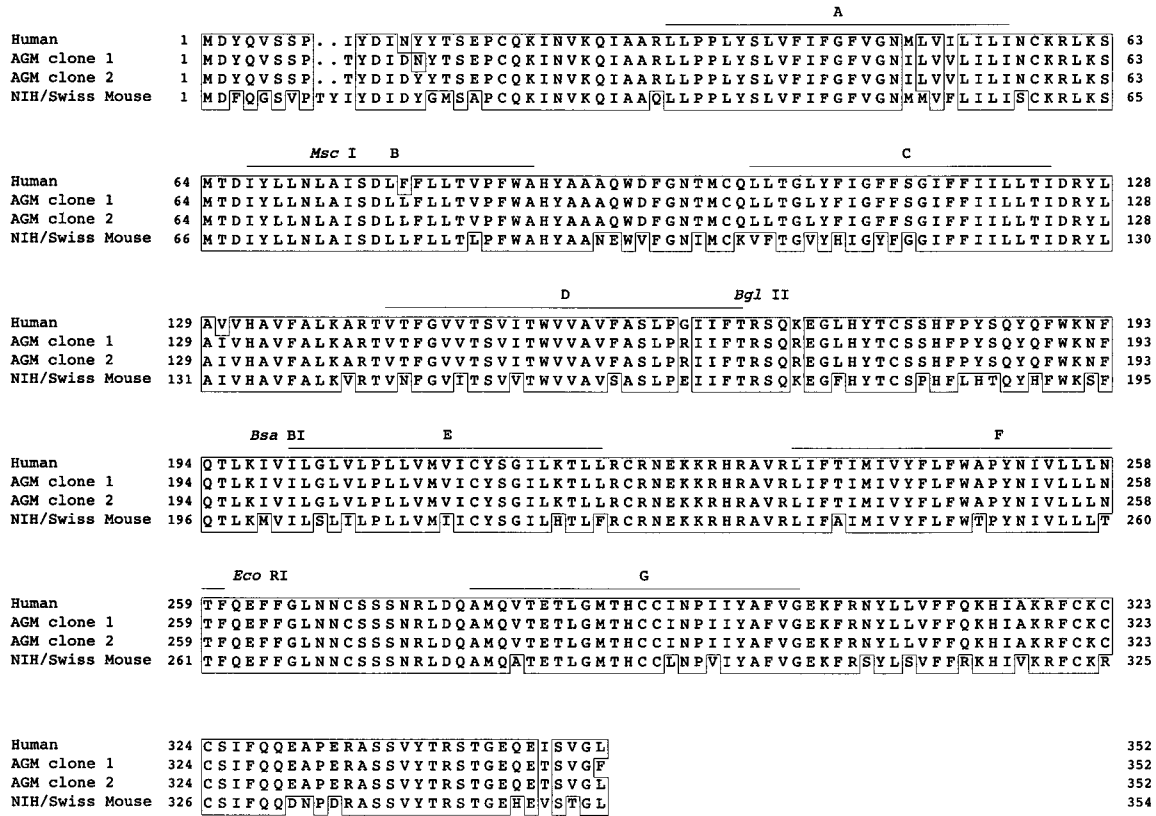 A
Human 1 MDYQVSSP..IYDINYYTSEPCQKINVKQIAARLLPPLYSLVFIFGFVGNMLVILILINCKRLKS 63
AGM clone 1 1 MDYQVSSP..TYDIDNYTSEPCQKINVKQIAARLLPPLYSLVFIFGFVGNILVVLILINCKRLKS 63
AGM clone 2 1 MDYQVSSP..TYDIDYYTSEPCQKINVKQIAARLLPPLYSLVFIFGFVGNILVVLILINCKRLKS 63
NIH/Swiss Mouse 1 MDFQGSVPTYIYDIDYGMSAPCQKINVKQIAAQLLPPLYSLVFIFGFVGNMMVFLILISCKRLKS 65
Msc I B C
Human 64 MTDIYLLNLAISDLFFLLTVPFWAHYAAAQWDFGNTMCQLLTGLYFIGFFSGIFFIILLTIDRYL 128
AGM clone 1 64 MTDIYLLNLAISDLLFLLTVPFWAHYAAAQWDFGNTMCQLLTGLYFIGFFSGIFFIILLTIDRYL 128
AGM clone 2 64 MTDIYLLNLAISDLLFLLTVPFWAHYAAAQWDFGNTMCQLLTGLYFIGFFSGIFFIILLTIDRYL 128
NIH/Swiss Mouse 66 MTDIYLLNLAISDLLFLLTLPFWAHYAANEWVFGNIMCKVFTGVYHIGYFGGIFFIILLTIDRYL 130
D Bgl II
Human 129 AVVHAVFALKARTVTFGVVTSVITWVVAVFASLPGIIFTRSQKEGLHYTCSSHFPYSQYQFWKNF 193
AGM clone 1 129 AIVHAVFALKARTVTFGVVTSVITWVVAVFASLPRIIFTRSQREGLHYTCSSHFPYSQYQFWKNF 193
AGM clone 2 129 AIVHAVFALKARTVTFGVVTSVITWVVAVFASLPRIIFTRSQREGLHYTCSSHFPYSQYQFWKNF 193
NIH/Swiss Mouse 131 AIVHAVFALKVRTVNFGVITSVVTWVVAVSASLPEIIFTRSQKEGFHYTCSPHFLHTQYHFWKSF 195
Bsa BI E F
Human 194 QTLKIVILGLVLPLLVMVICYSGILKTLLRCRNEKKRHRAVRLIFTIMIVYFLFWAPYNIVLLLN 258
AGM clone 1 194 QTLKIVILGLVLPLLVMVICYSGILKTLLRCRNEKKRHRAVRLIFTIMIVYFLFWAPYNIVLLLN 258
AGM clone 2 194 QTLKIVILGLVLPLLVMVICYSGILKTLLRCRNEKKRHRAVRLIFTIMIVYFLFWAPYNIVLLLN 258
NIH/Swiss Mouse 196 QTLKMVILSLILPLLVMIICYSGILHTLFRCRNEKKRHRAVRLIFAIMIVYFLFWTPYNIVLLLT 260
Eco RI G
Human 259 TFQEFFGLNNCSSSNRLDQAMQVTETLGMTHCCINPIIYAFVGEKFRNYLLVFFQKHIAKRFCKC 323
AGM clone 1 259 TFQEFFGLNNCSSSNRLDQAMQVTETLGMTHCCINPIIYAFVGEKFRNYLLVFFQKHIAKRFCKC 323
AGM clone 2 259 TFQEFFGLNNCSSSNRLDQAMQVTETLGMTHCCINPIIYAFVGEKFRNYLLVFFQKHIAKRFCKC 323
NIH/Swiss Mouse 261 TFQEFFGLNNCSSSNRLDQAMQATETLGMTHCCLNPVIYAFVGEKFRSYLSVFFRKHIVKRFCKR 325
Human 324 CSIFQQEAPERASSVYTRSTGEQEISVGL 352
AGM clone 1 324 CSIFQQEAPERASSVYTRSTGEQETSVGF 352
AGM clone 2 324 CSIFQQEAPERASSVYTRSTGEQETSVGL 352
NIH/Swiss Mouse 326 CSIFQQDNPDRASSVYTRSTGEHEVSTGL 354